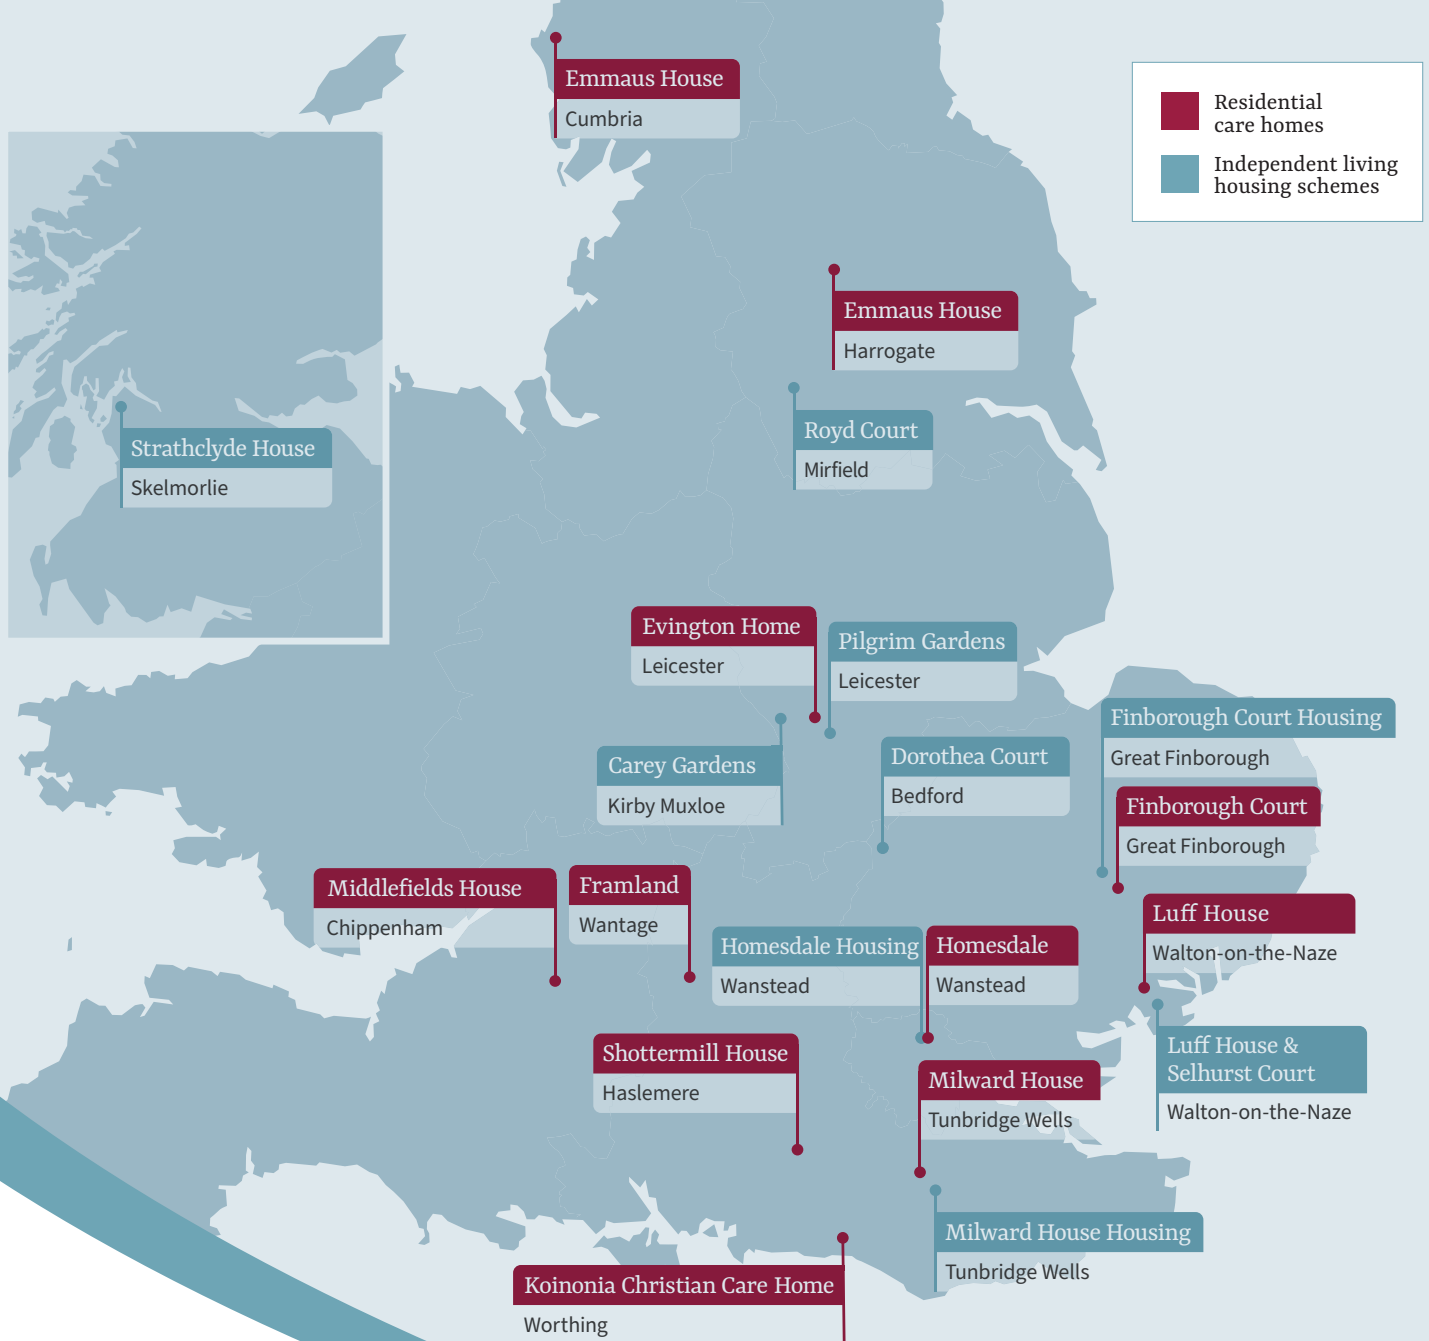 Emmaus House
Cumbria
Residential
care homes
Independent living
housing schemes
Emmaus House
Harrogate
Royd Court
Mirfield
Strathclyde House
Skelmorlie
Evington Home
Leicester
Pilgrim Gardens
Leicester
Carey Gardens
Kirby Muxloe
Dorothea Court
Bedford
Finborough Court Housing
Great Finborough
Finborough Court
Great Finborough
Middlefields House
Chippenham
Framland
Wantage
Homesdale Housing
Wanstead
Homesdale
Wanstead
Luff House
Walton-on-the-Naze
Luff House &
Selhurst Court
Walton-on-the-Naze
Shottermill House
Haslemere
Milward House
Tunbridge Wells
Milward House Housing
Tunbridge Wells
Koinonia Christian Care Home
Worthing